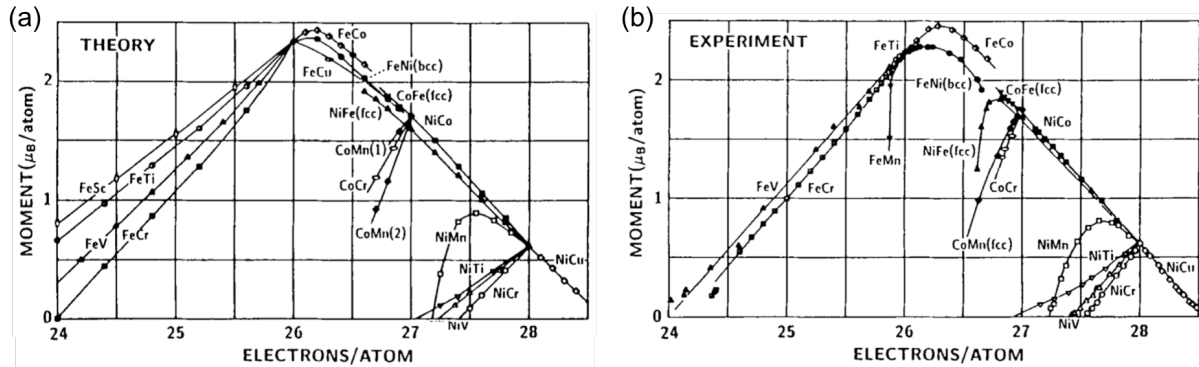 (a)
THEORY
MOMENT(μB/atom)
2
1
0
FeCo
FeCu
FeNi(bcc)
CoFe(fcc)
NiFe(fcc)
NiCo
CoMn(1)
CoCr
CoMn(2)
FeSc
FeTi
FeV
FeCr
NiMn
NiTi
NiCu
NiCr
NiV
24 25 26 27 28
ELECTRONS/ATOM
(b)
EXPERIMENT
MOMENT(μB/atom)
2
1
0
FeTi
FeCo
FeNi(bcc)
CoFe(fcc)
NiCo
FeMn
NiFe(fcc)
FeV
FeCr
CoCr
CoMn(fcc)
NiMn
NiTi
NiCu
NiCr
NiV
24 25 26 27 28
ELECTRONS/ATOM